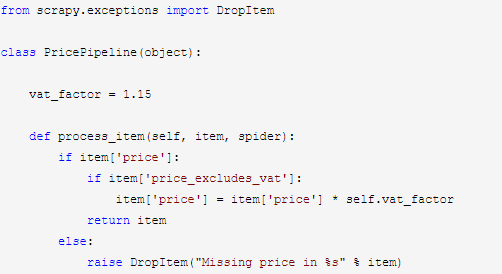 from scrapy.exceptions import DropItem
class PricePipeline(object):
    vat_factor = 1.15
    def process_item(self, item, spider):
        if item['price']:
            if item['price_excludes_vat']:
                item['price'] = item['price'] * self.vat_factor
            return item
        else:
            raise DropItem("Missing price in %s" % item)